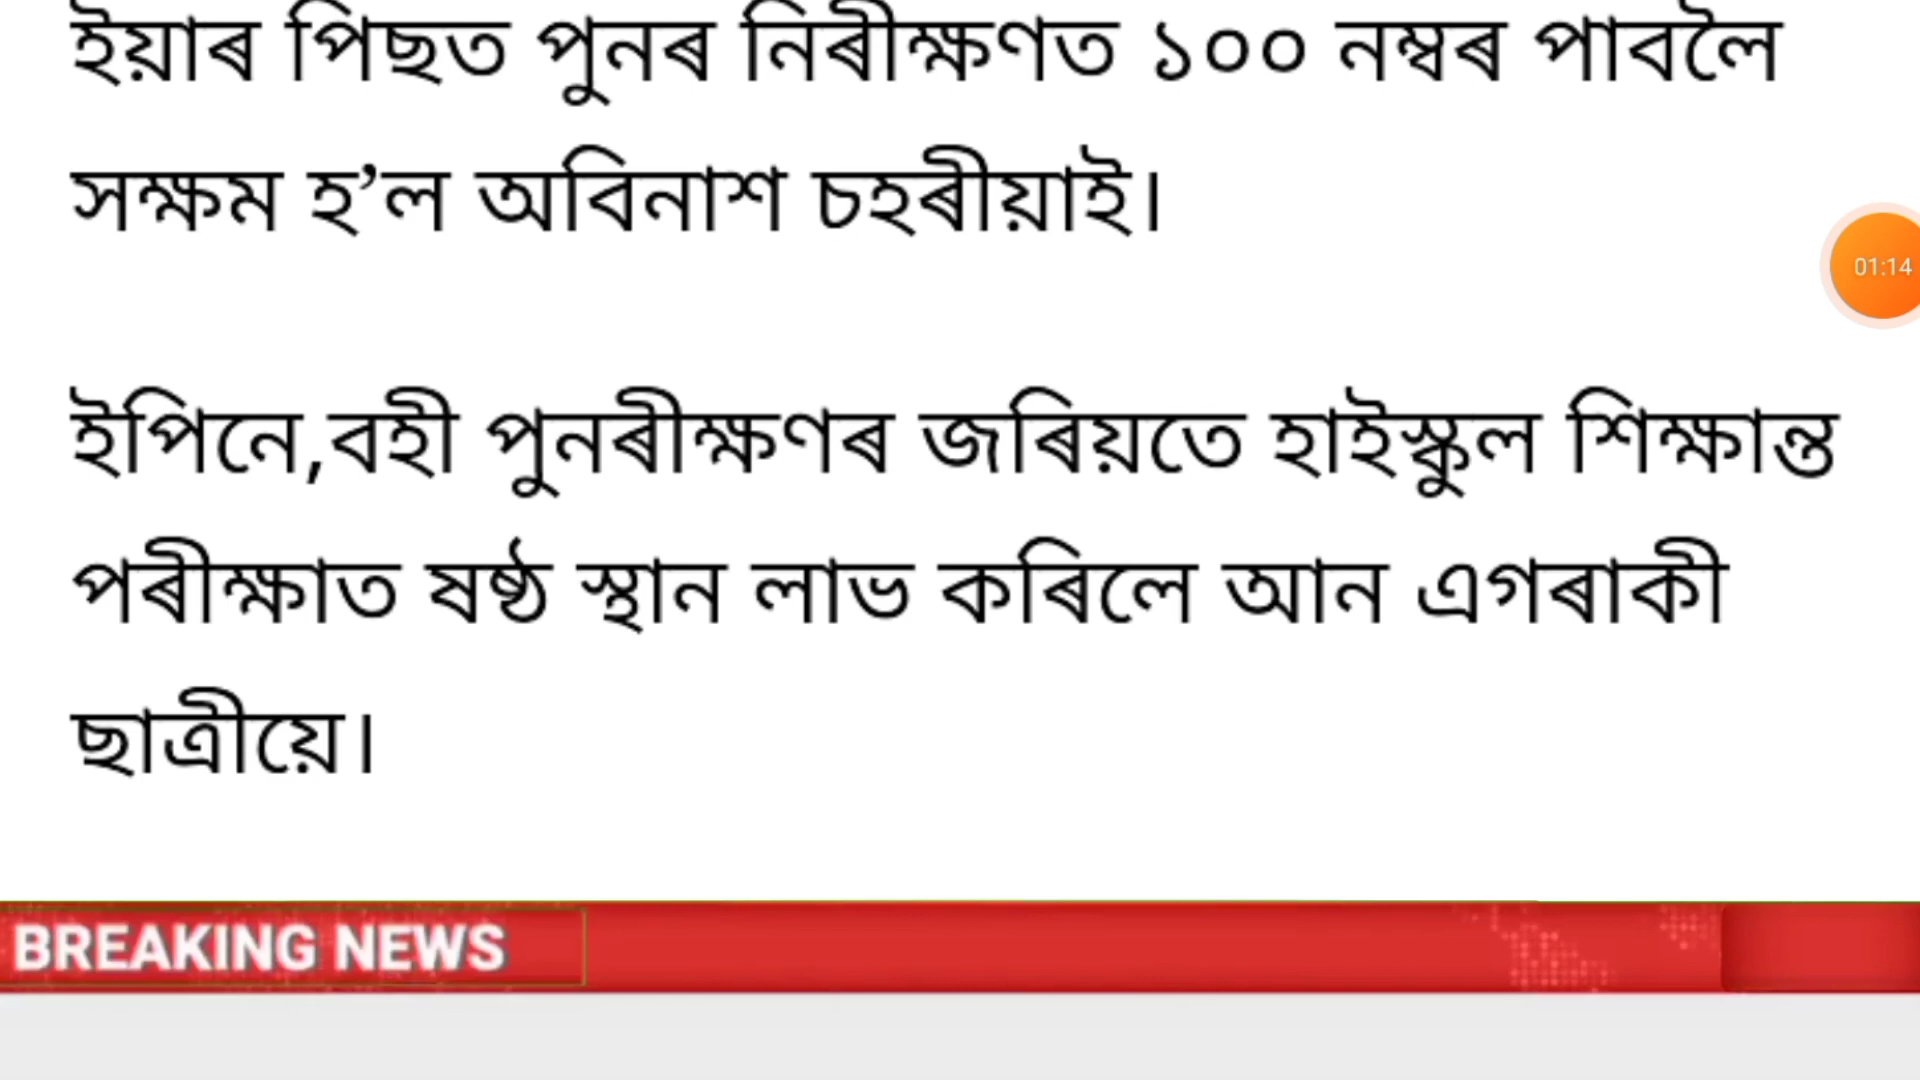 ইয়াৰ পিছত পুনৰ নিৰীক্ষণত ১০০ নম্বৰ পাবলৈ
সক্ষম হ’ল অবিনাশ চহৰীয়াই।
01:14
ইপিনে,বহী পুনৰীক্ষণৰ জৰিয়তে হাইস্কুল শিক্ষান্ত
পৰীক্ষাত ষষ্ঠ স্থান লাভ কৰিলে আন এগৰাকী
ছাত্ৰীয়ে।
BREAKING NEWS